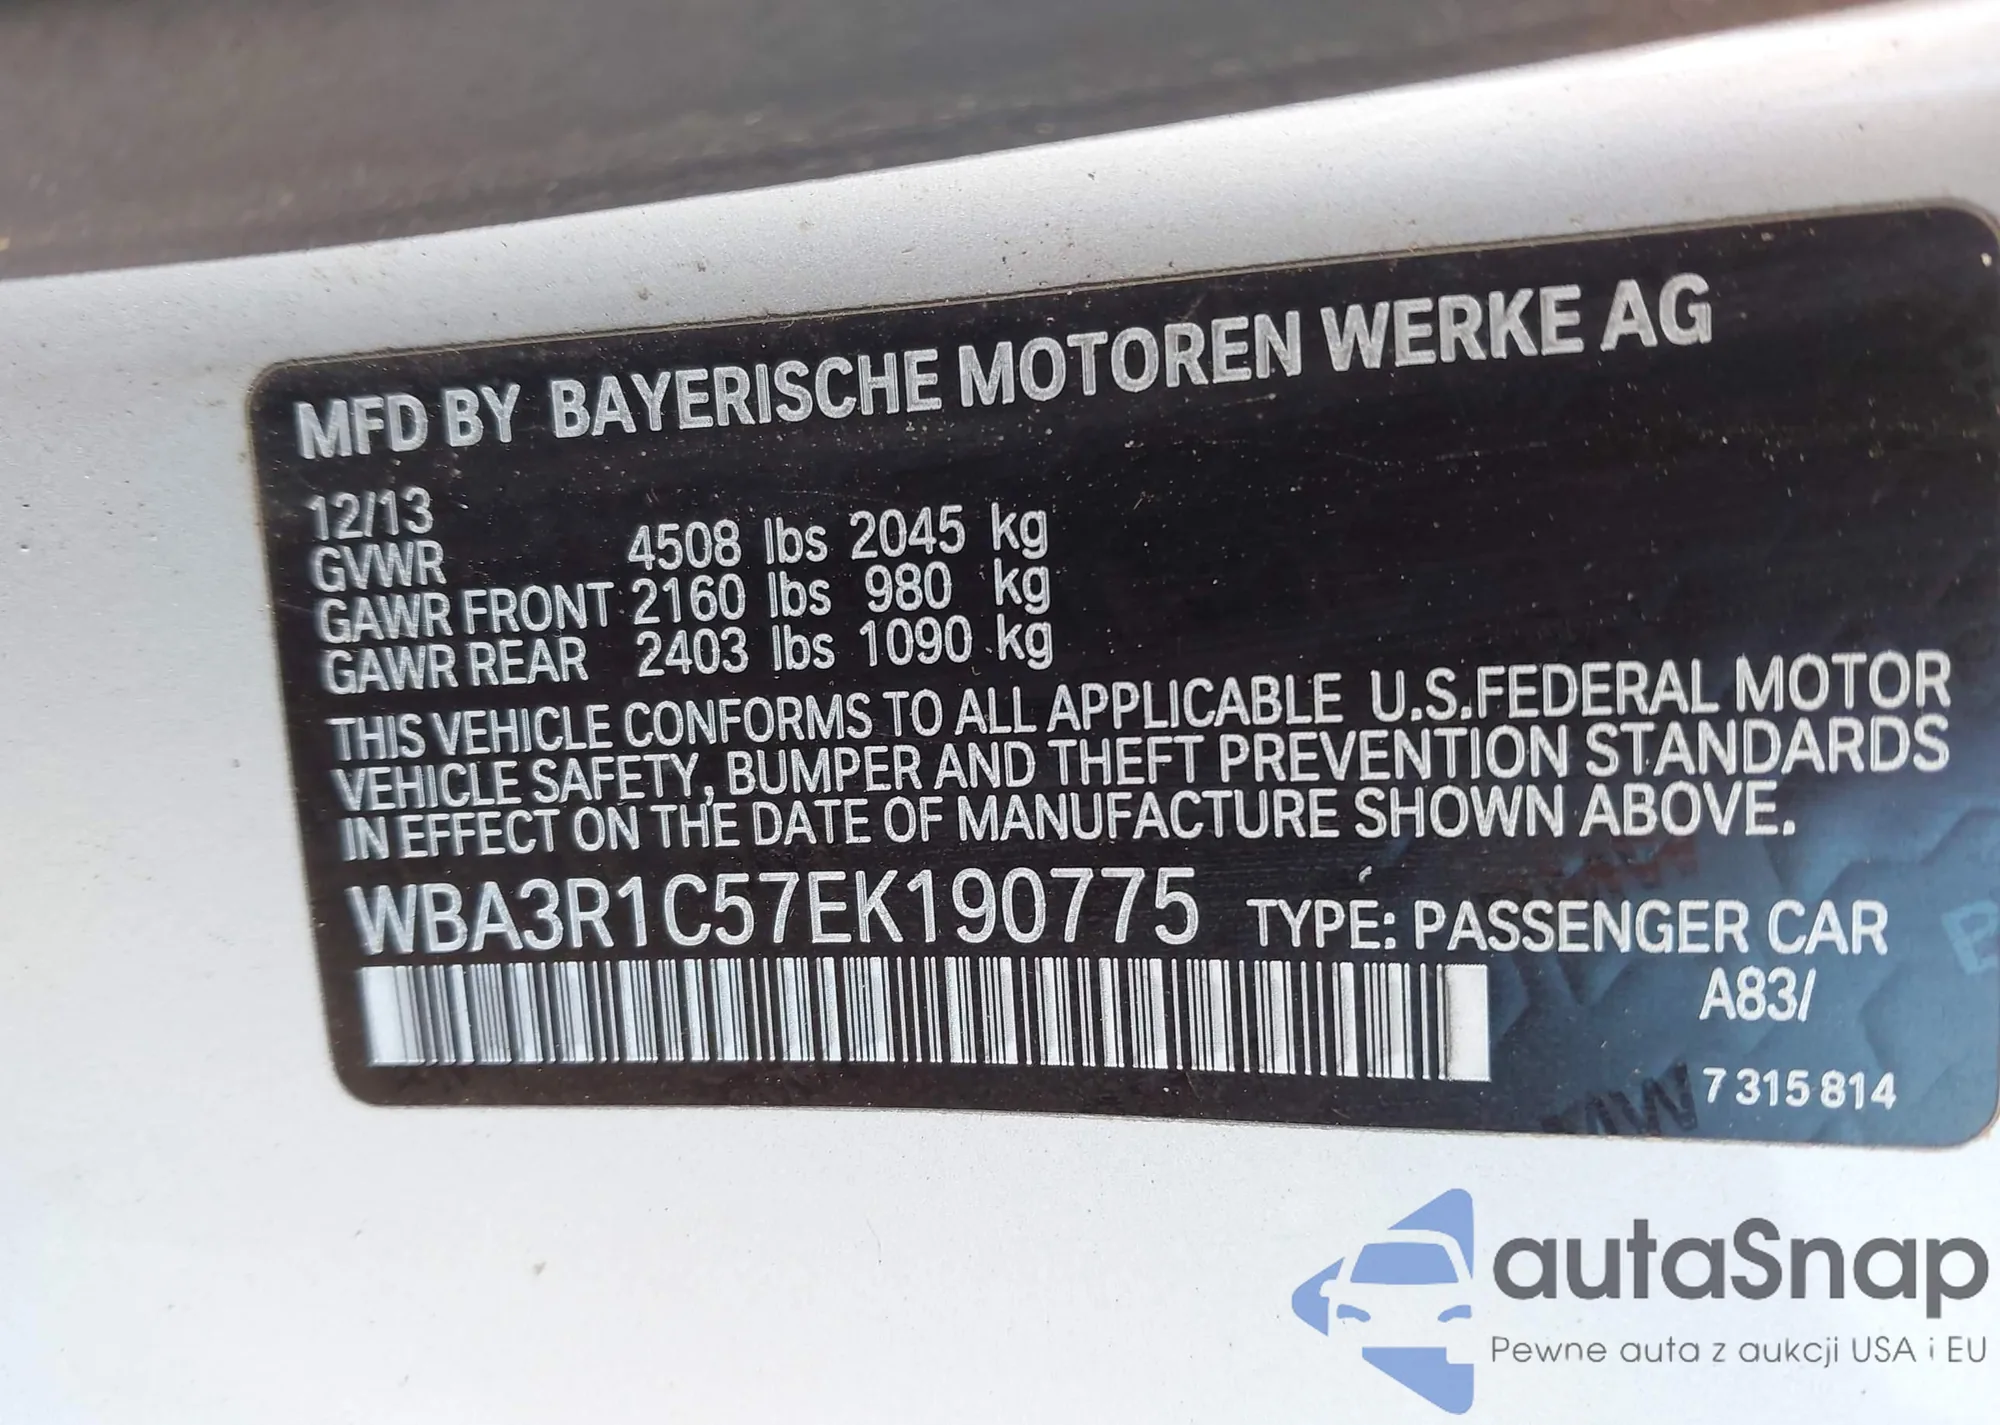 MFD BY BAYERISCHE MOTOREN WERKE AG
12/13
GVWR 4508 lbs 2045 kg
GAWR FRONT 2160 lbs 980 kg
GAWR REAR 2403 lbs 1090 kg
THIS VEHICLE CONFORMS TO ALL APPLICABLE U.S.FEDERAL MOTOR
VEHICLE SAFETY, BUMPER AND THEFT PREVENTION STANDARDS
IN EFFECT ON THE DATE OF MANUFACTURE SHOWN ABOVE.
WBA3R1C57EK190775 TYPE: PASSENGER CAR
A83/
7 315 814
autaSnap
Pewne auta z aukcji USA i EU